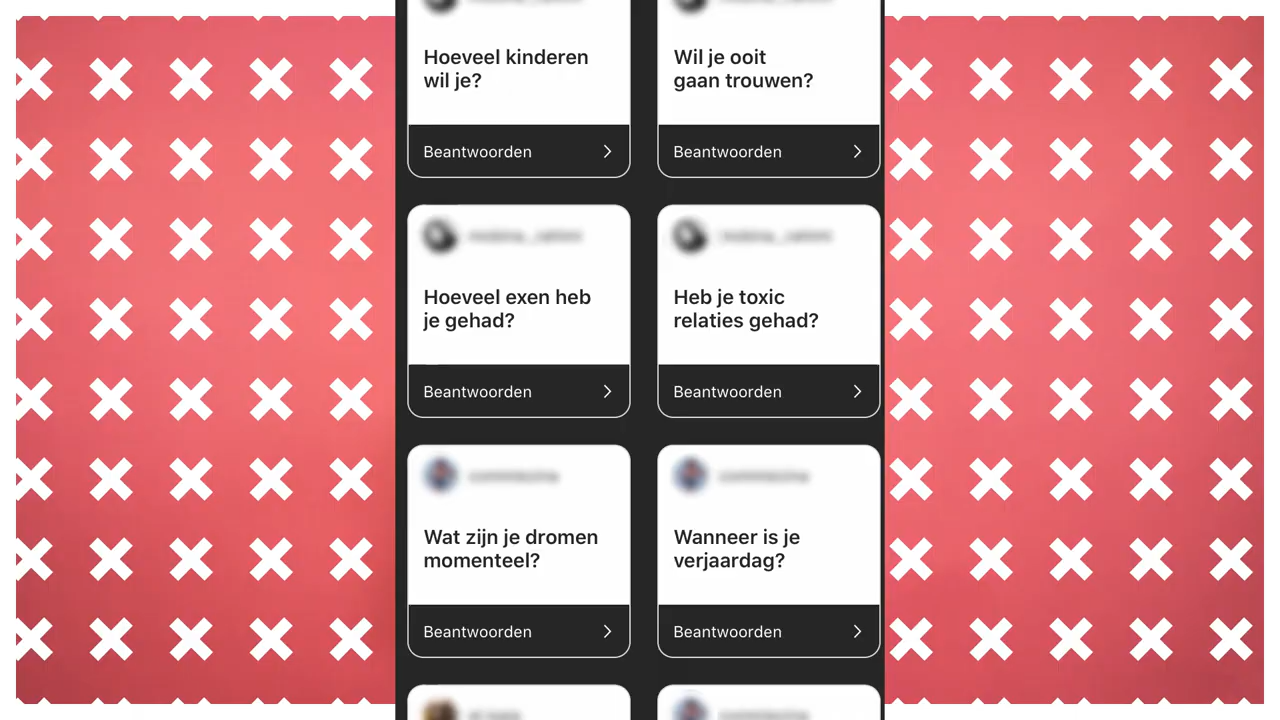 Hoeveel kinderen
wil je?
Beantwoorden
Wil je ooit
gaan trouwen?
Beantwoorden
Hoeveel exen heb
je gehad?
Beantwoorden
Heb je toxic
relaties gehad?
Beantwoorden
Wat zijn je dromen
momenteel?
Beantwoorden
Wanneer is je
verjaardag?
Beantwoorden